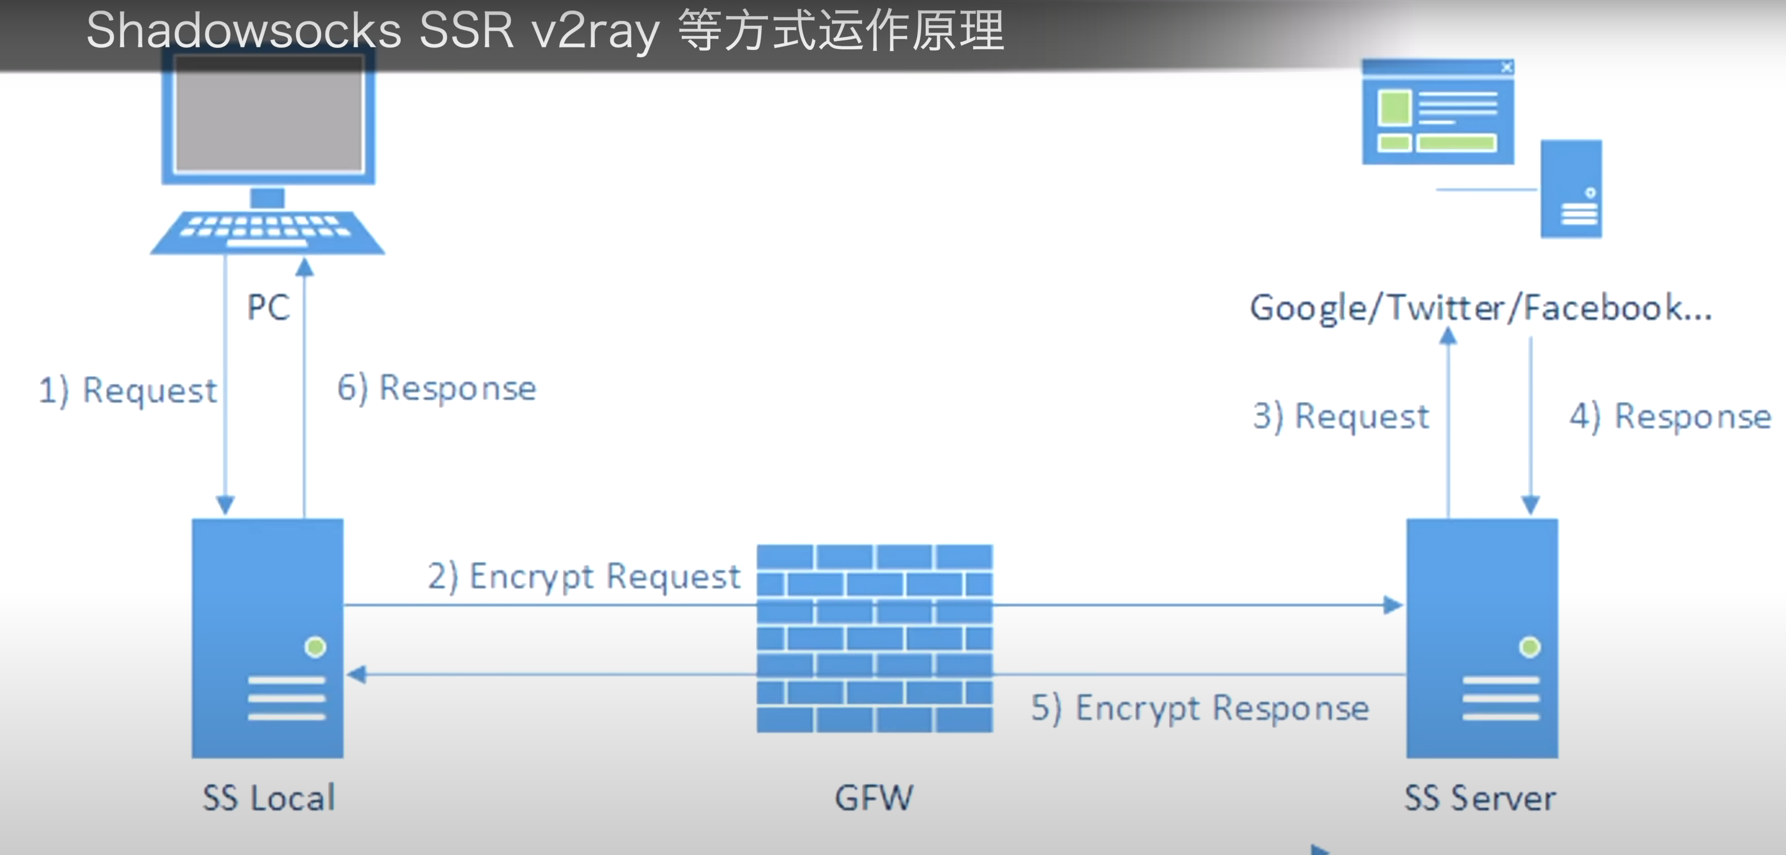 Shadowsocks SSR v2ray 等方式运作原理
PC
Google/Twitter/Facebook...
1) Request
6) Response
3) Request
4) Response
2) Encrypt Request
5) Encrypt Response
SS Local
GFW
SS Server